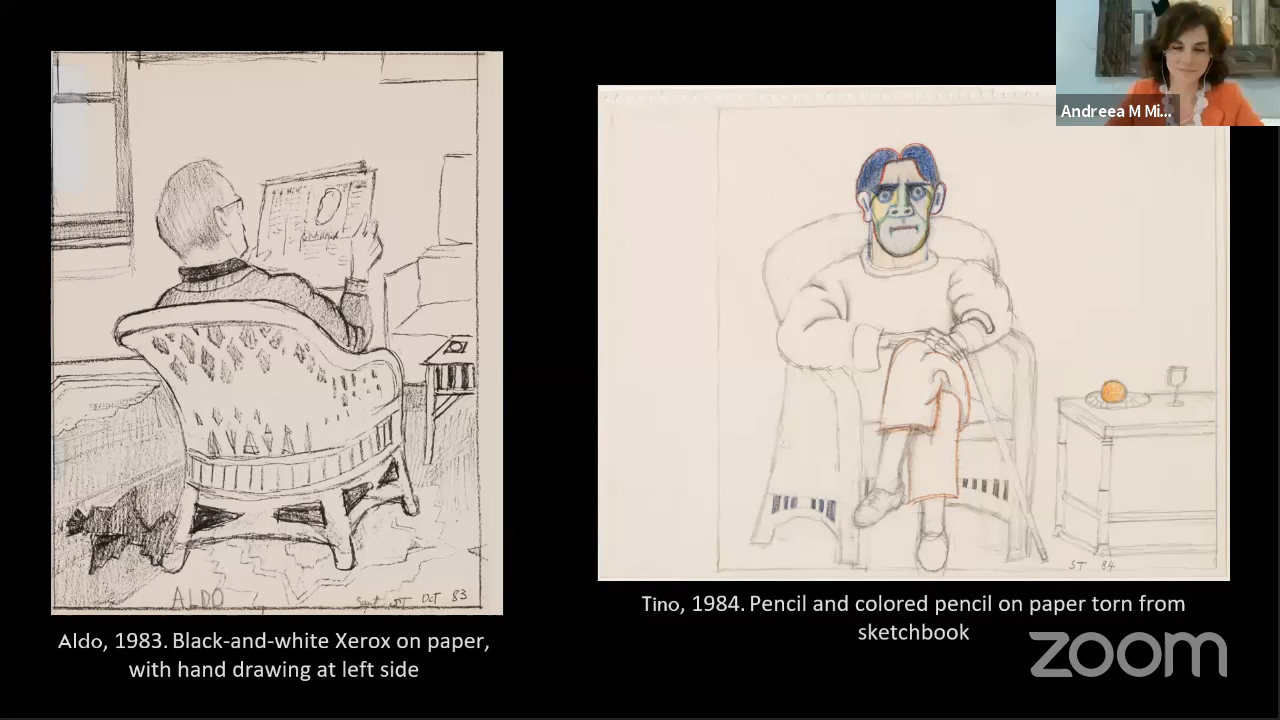 Andreea M Mi...
ALDO
Sept ST Oct 83
ST 84
Aldo, 1983. Black-and-white Xerox on paper,
with hand drawing at left side
Tino, 1984. Pencil and colored pencil on paper torn from
sketchbook
zoom